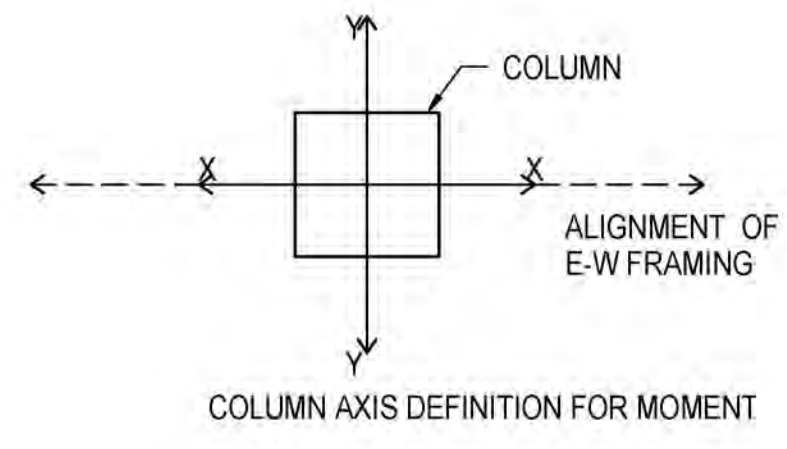 Y
COLUMN
X X
ALIGNMENT OF
E-W FRAMING
Y
COLUMN AXIS DEFINITION FOR MOMENT